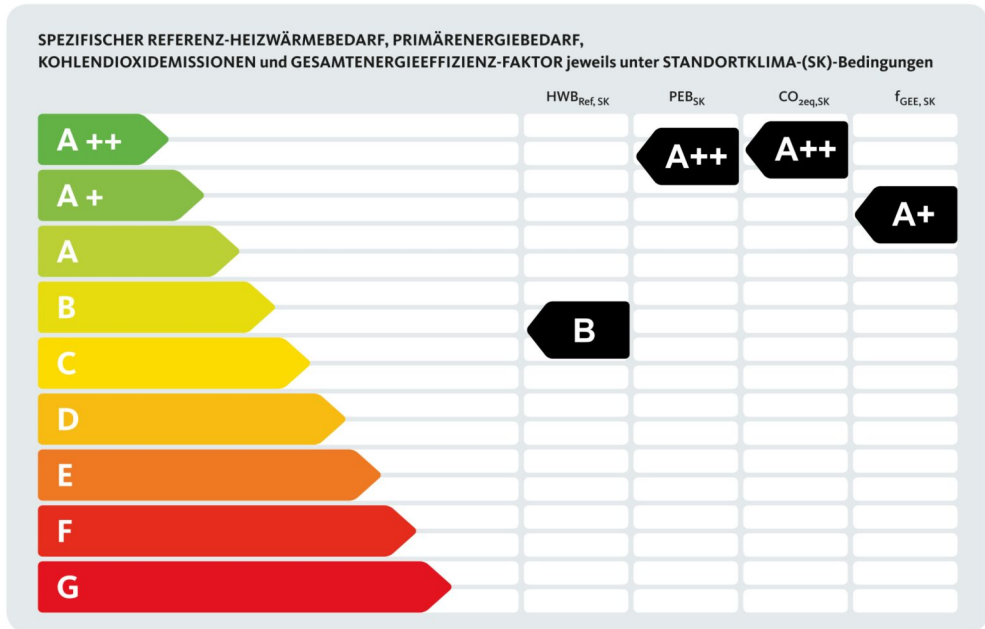 SPEZIFISCHER REFERENZ-HEIZWÄRMEBEDARF, PRIMÄRENERGIEBEDARF,
KOHLENDIOXIDEMISSIONEN und GESAMTENERGIEEFFIZIENZ-FAKTOR jeweils unter STANDORTKLIMA-(SK)-Bedingungen
HWBRef, SK PEBSK CO2eq,SK fGEE, SK
A ++ A++ A++
A + A+
A
B B
C
D
E
F
G